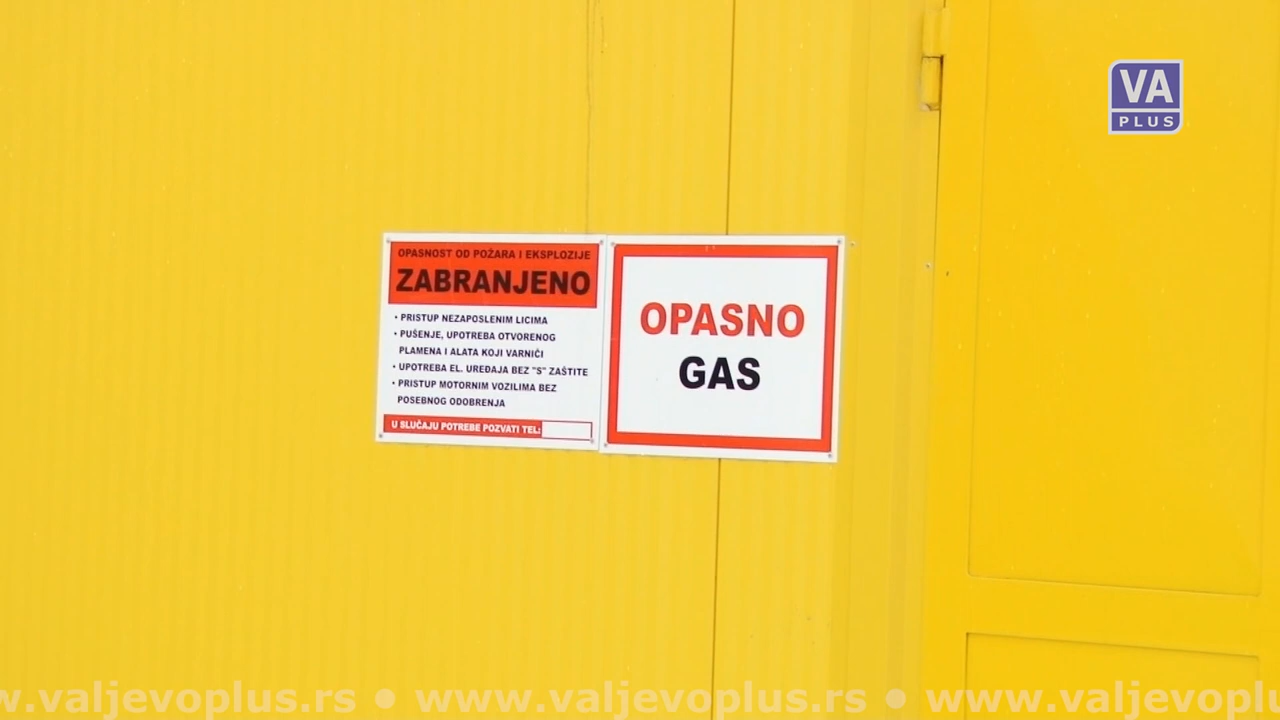 VA
PLUS
OPASNOST OD POŽARA I EKSPLOZIJE
ZABRANJENO
• PRISTUP NEZAPOSLENIM LICIMA
• PUŠENJE, UPOTREBA OTVORENOG
PLAMENA I ALATA KOJI VARNIČI
• UPOTREBA EL. UREĐAJA BEZ "S" ZAŠTITE
• PRISTUP MOTORNIM VOZILIMA BEZ
POSEBNOG ODOBRENJA
U SLUČAJU POTREBE POZVATI TEL:
OPASNO
GAS
w.valjevoplus.rs • www.valjevoplus.rs • www.valjevoplu